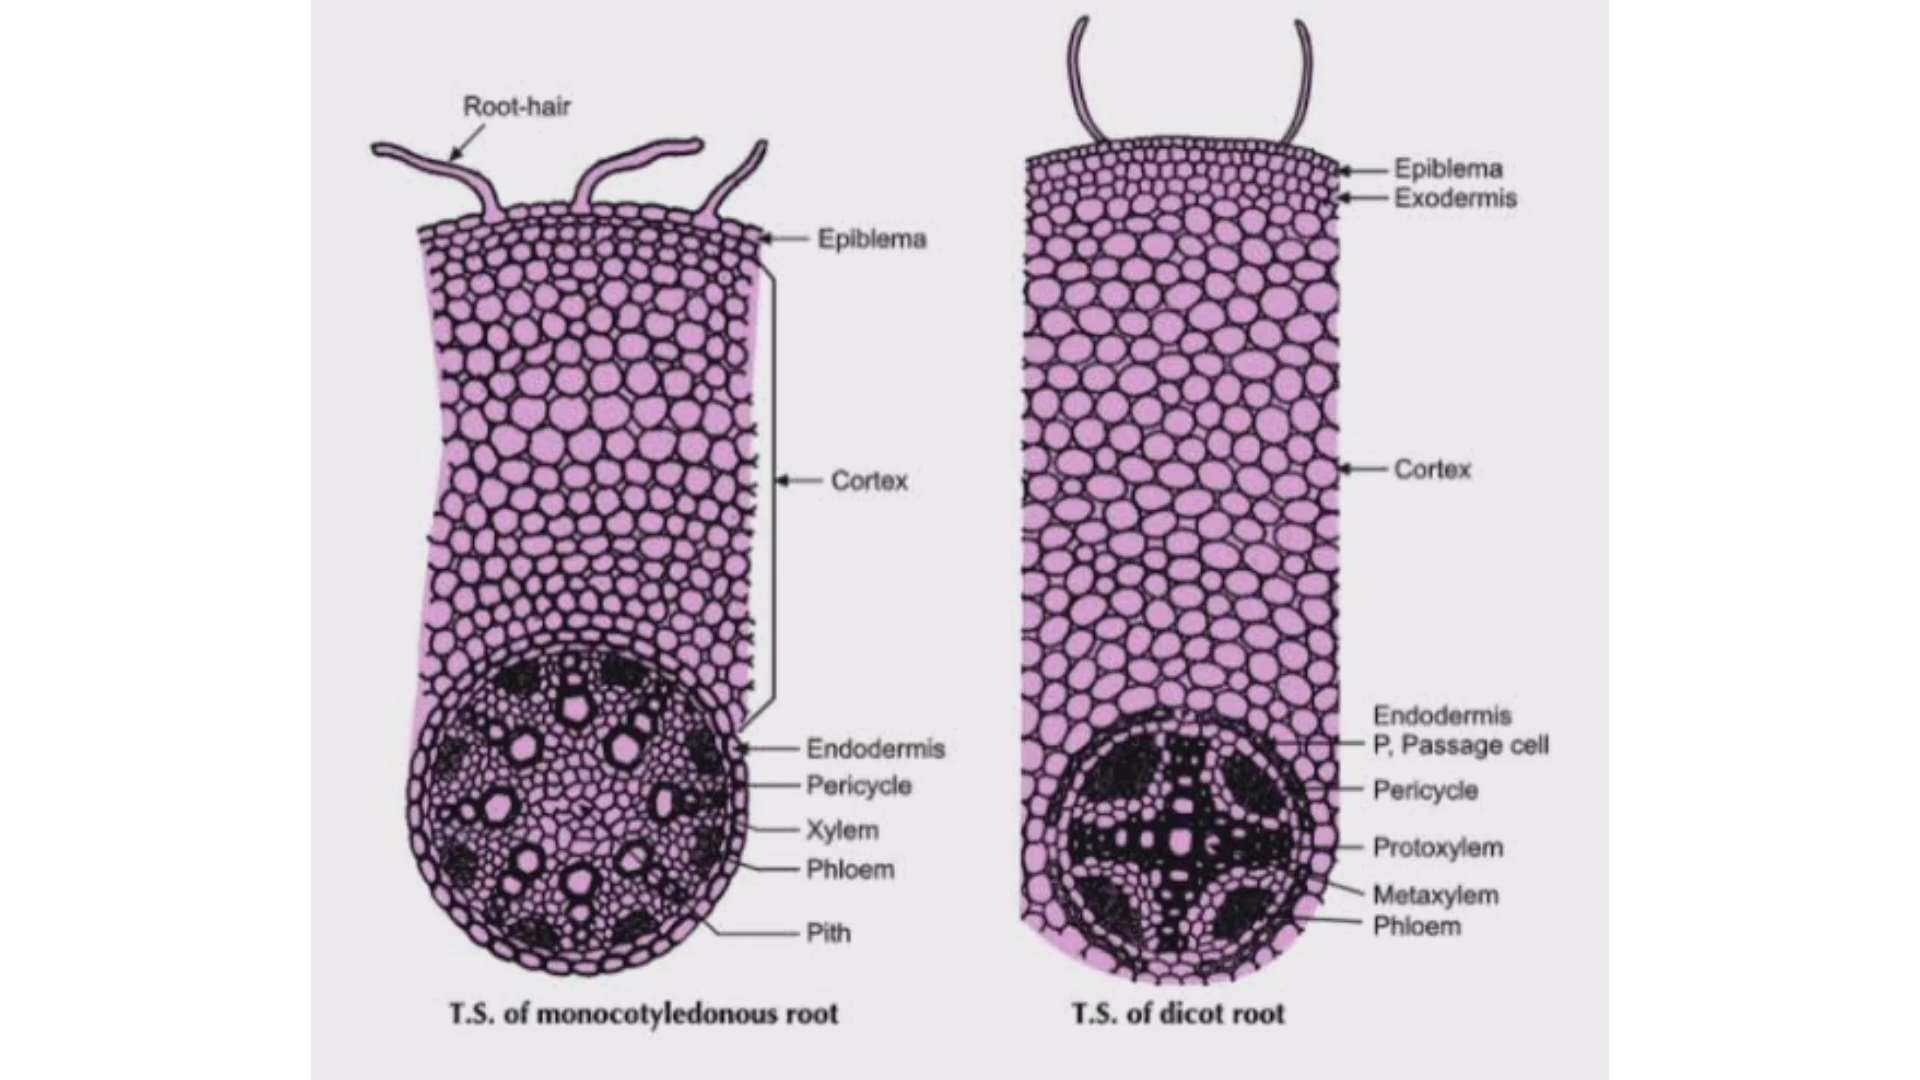 Root-hair
Epiblema
Cortex
Endodermis
Pericycle
Xylem
Phloem
Pith
T.S. of monocotyledonous root
Epiblema
Exodermis
Cortex
Endodermis
P, Passage cell
Pericycle
Protoxylem
Metaxylem
Phloem
T.S. of dicot root